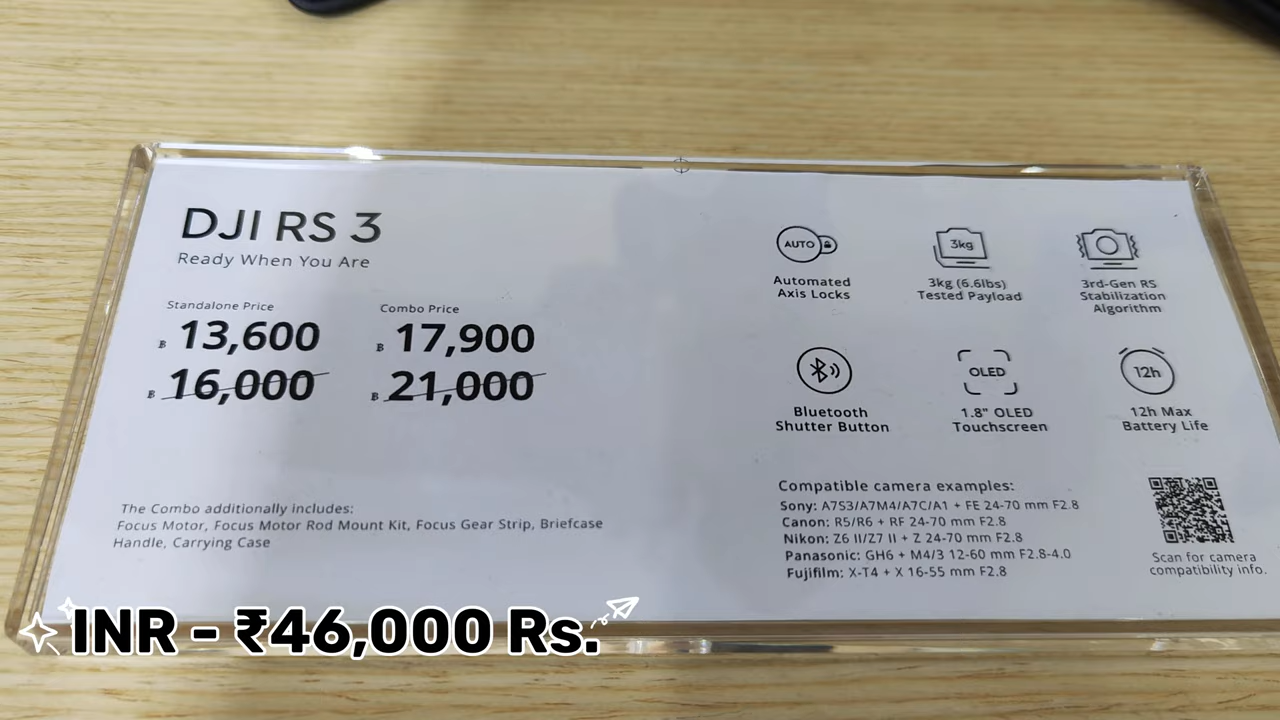 DJI RS 3
Ready When You Are
Standalone Price
฿ 13,600
฿ 16,000
Combo Price
฿ 17,900
฿ 21,000
The Combo additionally includes:
Focus Motor, Focus Motor Rod Mount Kit, Focus Gear Strip, Briefcase
Handle, Carrying Case
AUTO
Automated
Axis Locks
3kg
3kg (6.6lbs)
Tested Payload
3rd-Gen RS
Stabilization
Algorithm
Bluetooth
Shutter Button
OLED
1.8" OLED
Touchscreen
12h
12h Max
Battery Life
Compatible camera examples:
Sony: A7S3/A7M4/A7C/A1 + FE 24-70 mm F2.8
Canon: R5/R6 + RF 24-70 mm F2.8
Nikon: Z6 II/Z7 II + Z 24-70 mm F2.8
Panasonic: GH6 + M4/3 12-60 mm F2.8-4.0
Fujifilm: X-T4 + X 16-55 mm F2.8
Scan for camera
compatibility info.
INR - ₹46,000 Rs.